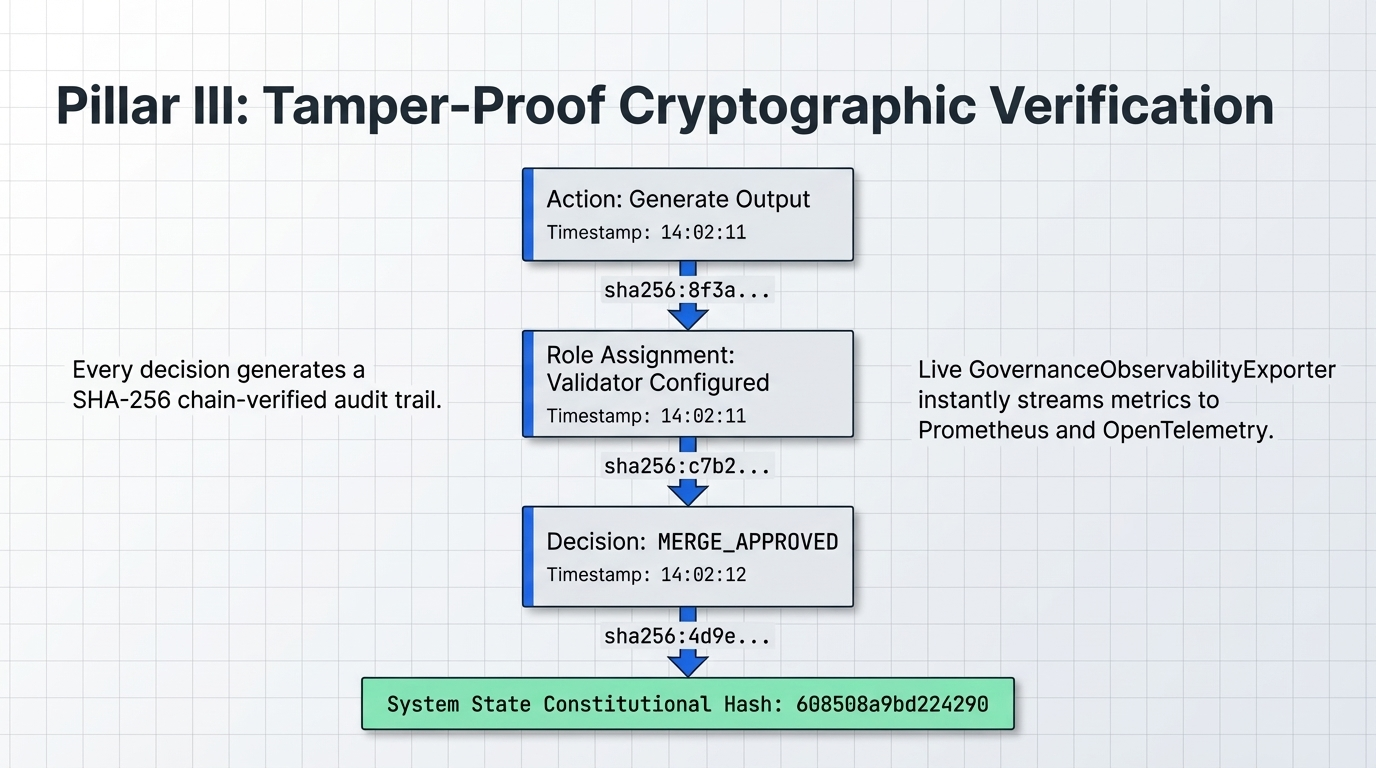 Pillar III: Tamper-Proof Cryptographic Verification
Action: Generate Output
Timestamp: 14:02:11
sha256:8f3a...
Role Assignment:
Validator Configured
Timestamp: 14:02:11
Every decision generates a
SHA-256 chain-verified audit trail.
Live GovernanceObservabilityExporter
instantly streams metrics to
Prometheus and OpenTelemetry.
sha256:c7b2...
Decision: MERGE_APPROVED
Timestamp: 14:02:12
sha256:4d9e...
System State Constitutional Hash: 608508a9bd224290